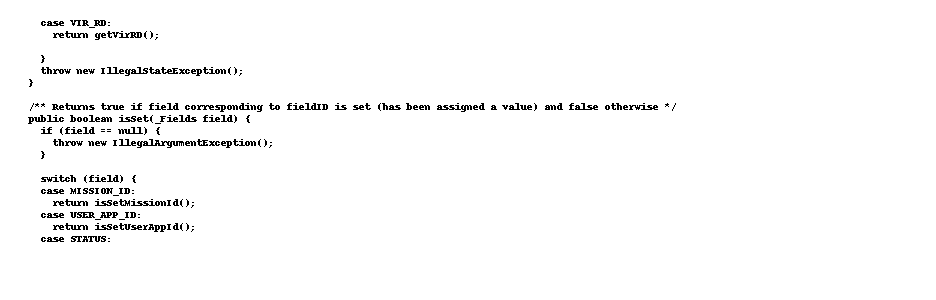 case VIR_RD:
return getVirRD();
}
throw new IllegalStateException();
}
/** Returns true if field corresponding to fieldID is set (has been assigned a value) and false otherwise */
public boolean isSet(_Fields field) {
if (field == null) {
throw new IllegalArgumentException();
}
switch (field) {
case MISSION_ID:
return isSetMissionId();
case USER_APP_ID:
return isSetUserAppId();
case STATUS: